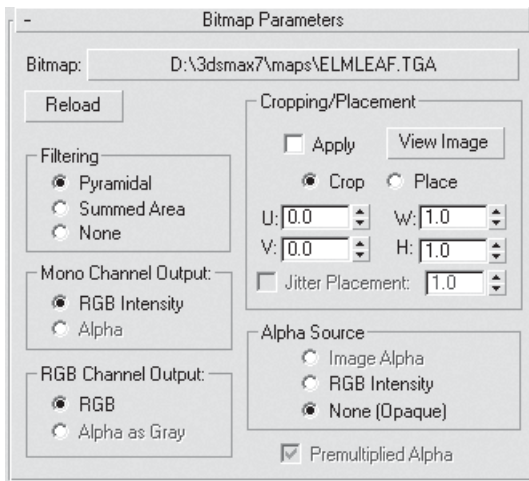 - Bitmap Parameters
Bitmap: D:\3dsmax7\maps\ELMLEAF.TGA
Reload
Filtering
Pyramidal
Summed Area
None
Mono Channel Output:
RGB Intensity
Alpha
RGB Channel Output:
RGB
Alpha as Gray
Cropping/Placement
Apply View Image
Crop Place
U: 0.0 W: 1.0
V: 0.0 H: 1.0
Jitter Placement: 1.0
Alpha Source
Image Alpha
RGB Intensity
None (Opaque)
Premultiplied Alpha